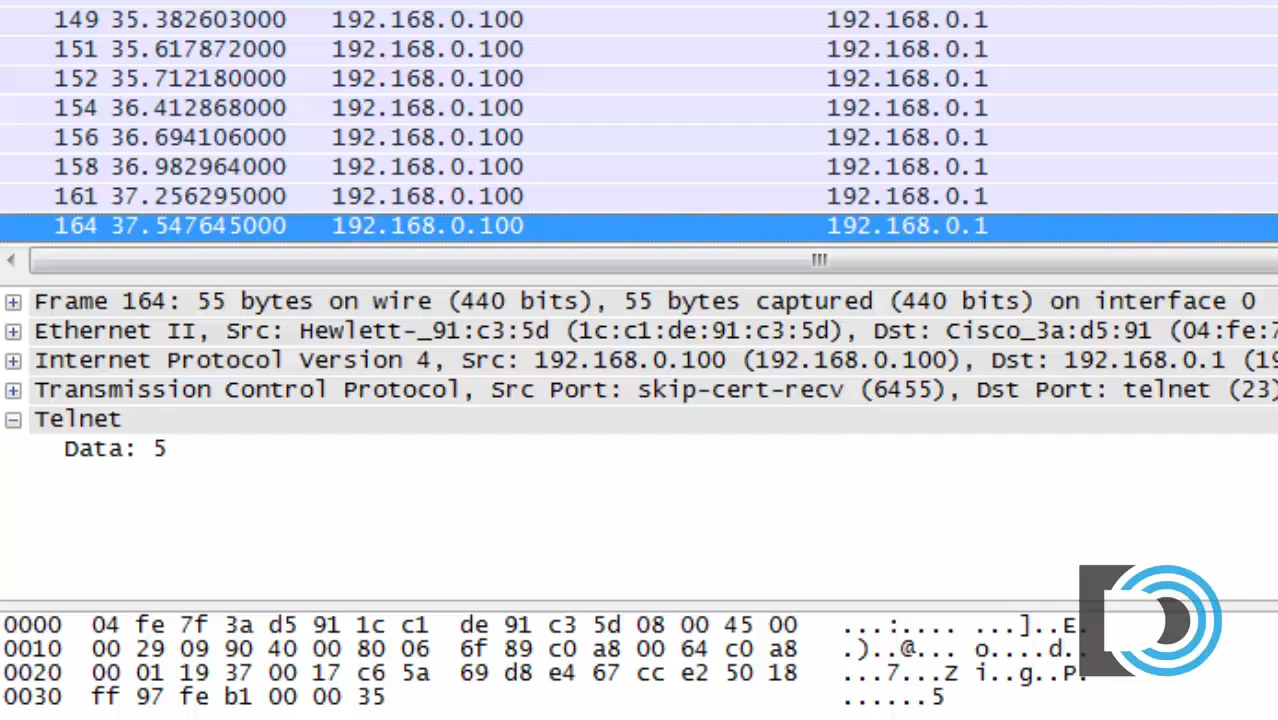 149 35.382603000 192.168.0.100 192.168.0.1
151 35.617872000 192.168.0.100 192.168.0.1
152 35.712180000 192.168.0.100 192.168.0.1
154 36.412868000 192.168.0.100 192.168.0.1
156 36.694106000 192.168.0.100 192.168.0.1
158 36.982964000 192.168.0.100 192.168.0.1
161 37.256295000 192.168.0.100 192.168.0.1
164 37.547645000 192.168.0.100 192.168.0.1
Frame 164: 55 bytes on wire (440 bits), 55 bytes captured (440 bits) on interface 0
Ethernet II, Src: Hewlett-_91:c3:5d (1c:c1:de:91:c3:5d), Dst: Cisco_3a:d5:91 (04:fe:7
Internet Protocol Version 4, Src: 192.168.0.100 (192.168.0.100), Dst: 192.168.0.1 (19
Transmission Control Protocol, Src Port: skip-cert-recv (6455), Dst Port: telnet (23)
Telnet
Data: 5
0000 04 fe 7f 3a d5 91 1c c1 de 91 c3 5d 08 00 45 00 ...:.... ...]..E.
0010 00 29 09 90 40 00 80 06 6f 89 c0 a8 00 64 c0 a8 .)..@... o....d..
0020 00 01 19 37 00 17 c6 5a 69 d8 e4 67 cc e2 50 18 ...7...Z i..g..P.
0030 ff 97 fe b1 00 00 35 ......5